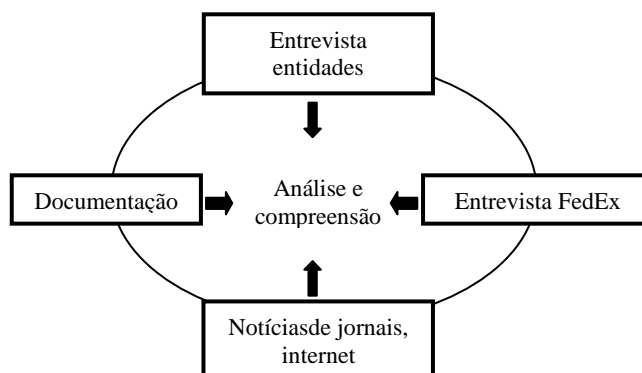 Entrevista
entidades
Documentação
Análise e
compreensão
Entrevista FedEx
Notíciasde jornais,
internet